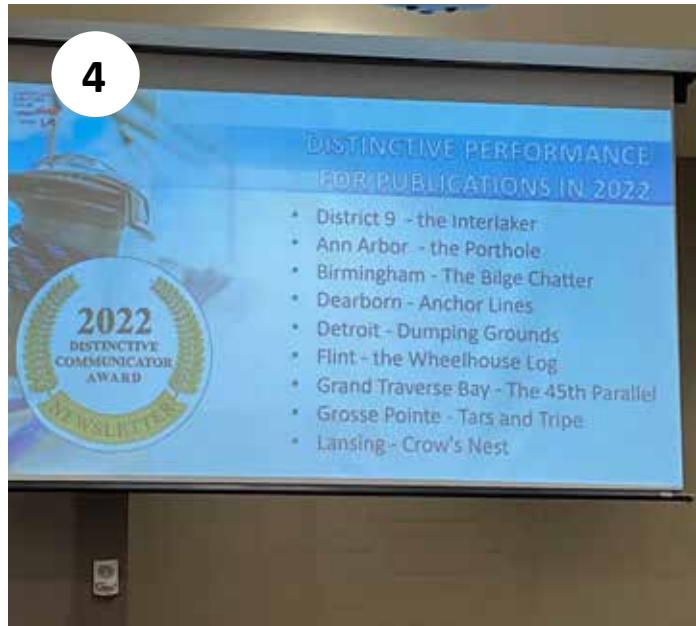 4
DISTINCTIVE PERFORMANCE
FOR PUBLICATIONS IN 2022
• District 9 - the Interlaker
• Ann Arbor - the Porthole
• Birmingham - The Bilge Chatter
• Dearborn - Anchor Lines
• Detroit - Dumping Grounds
• Flint - the Wheelhouse Log
• Grand Traverse Bay - The 45th Parallel
• Grosse Pointe - Tars and Tripe
• Lansing - Crow's Nest
2022
DISTINCTIVE
COMMUNICATOR
AWARD
NEWSLETTER